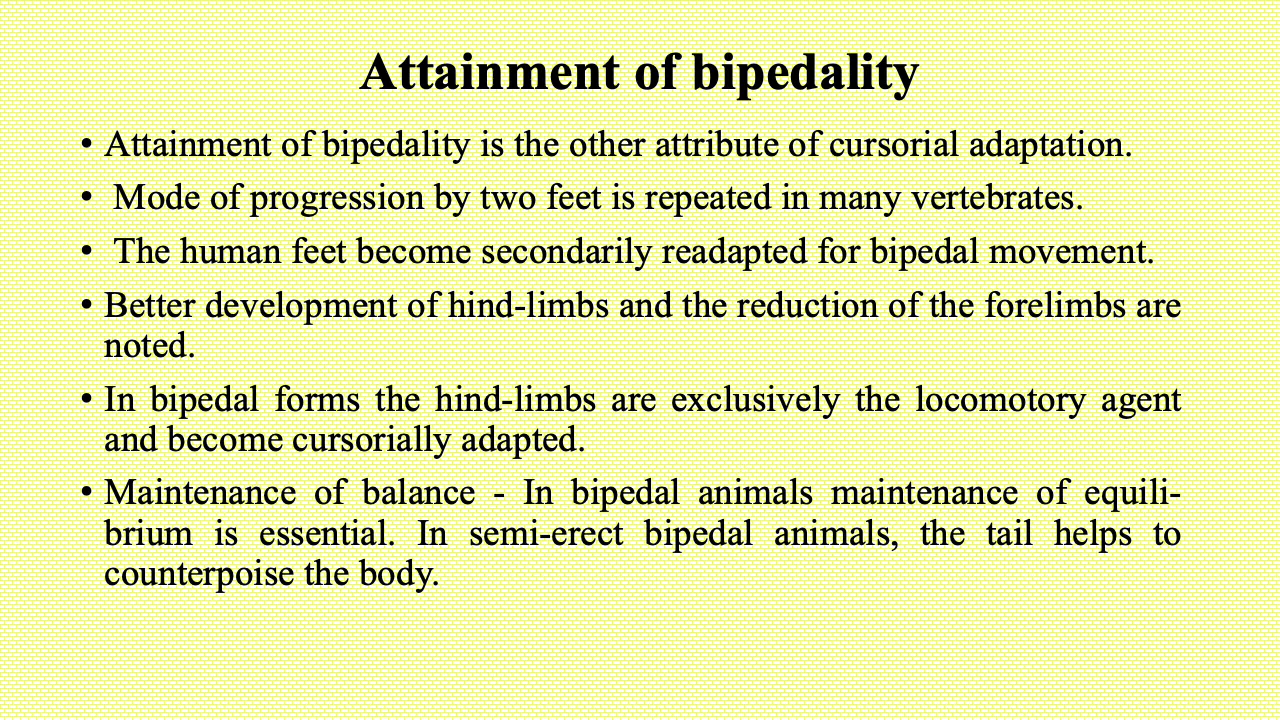 Attainment of bipedality
• Attainment of bipedality is the other attribute of cursorial adaptation.
• Mode of progression by two feet is repeated in many vertebrates.
• The human feet become secondarily readapted for bipedal movement.
• Better development of hind-limbs and the reduction of the forelimbs are
noted.
• In bipedal forms the hind-limbs are exclusively the locomotory agent
and become cursorially adapted.
• Maintenance of balance - In bipedal animals maintenance of equili-
brium is essential. In semi-erect bipedal animals, the tail helps to
counterpoise the body.